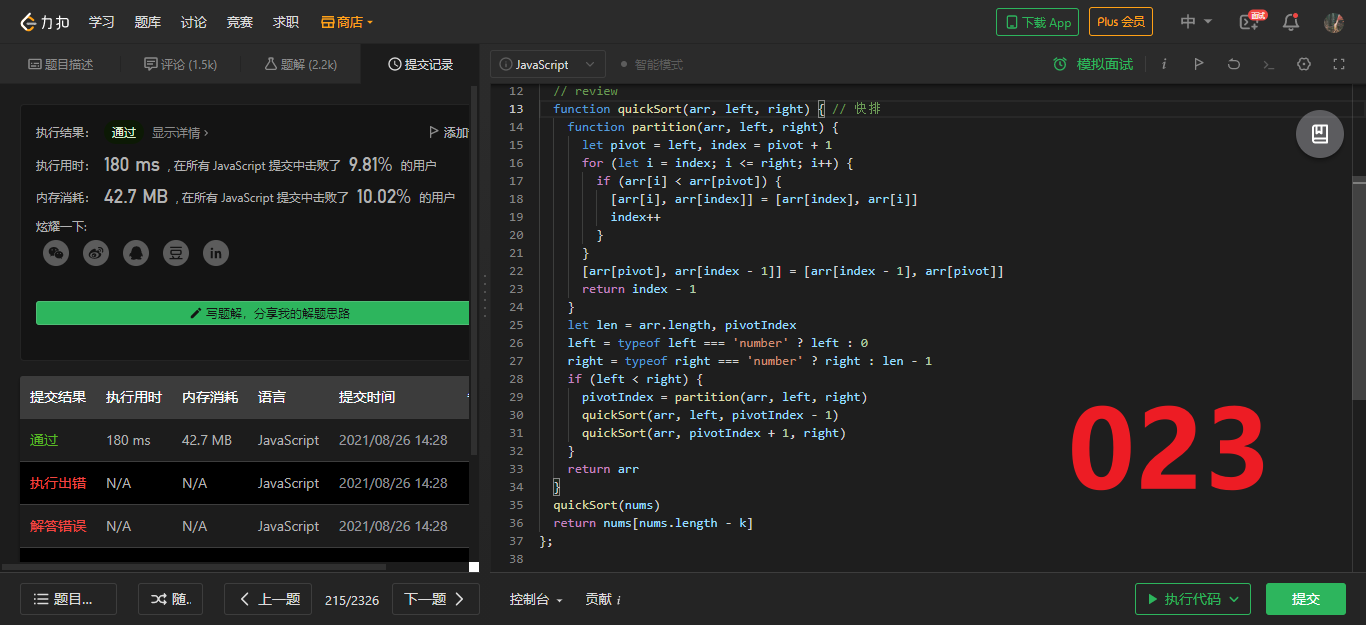 力扣 学习 题库 讨论 竞赛 求职 商店 下载 App Plus 会员 中 面试
题目描述 评论 (1.5k) 题解 (2.2k) 提交记录
i JavaScript 智能模式 模拟面试 i
执行结果： 通过 显示详情 › 添加
执行用时： 180 ms , 在所有 JavaScript 提交中击败了 9.81% 的用户
内存消耗： 42.7 MB , 在所有 JavaScript 提交中击败了 10.02% 的用户
炫耀一下:
豆 in
写题解，分享我的解题思路
提交结果 执行用时 内存消耗 语言 提交时间
通过 180 ms 42.7 MB JavaScript 2021/08/26 14:28
执行出错 N/A N/A JavaScript 2021/08/26 14:28
解答错误 N/A N/A JavaScript 2021/08/26 14:28
12 // review
13 function quickSort(arr, left, right) { // 快排
14 function partition(arr, left, right) {
15 let pivot = left, index = pivot + 1
16 for (let i = index; i <= right; i++) {
17 if (arr[i] < arr[pivot]) {
18 [arr[i], arr[index]] = [arr[index], arr[i]]
19 index++
20 }
21 }
22 [arr[pivot], arr[index - 1]] = [arr[index - 1], arr[pivot]]
23 return index - 1
24 }
25 let len = arr.length, pivotIndex
26 left = typeof left === 'number' ? left : 0
27 right = typeof right === 'number' ? right : len - 1
28 if (left < right) {
29 pivotIndex = partition(arr, left, right)
30 quickSort(arr, left, pivotIndex - 1)
31 quickSort(arr, pivotIndex + 1, right)
32 }
33 return arr
34 }
35 quickSort(nums)
36 return nums[nums.length - k]
37 };
38
023
题目... 随. 上一题 215/2326 下一题 控制台 贡献 i 执行代码 提交